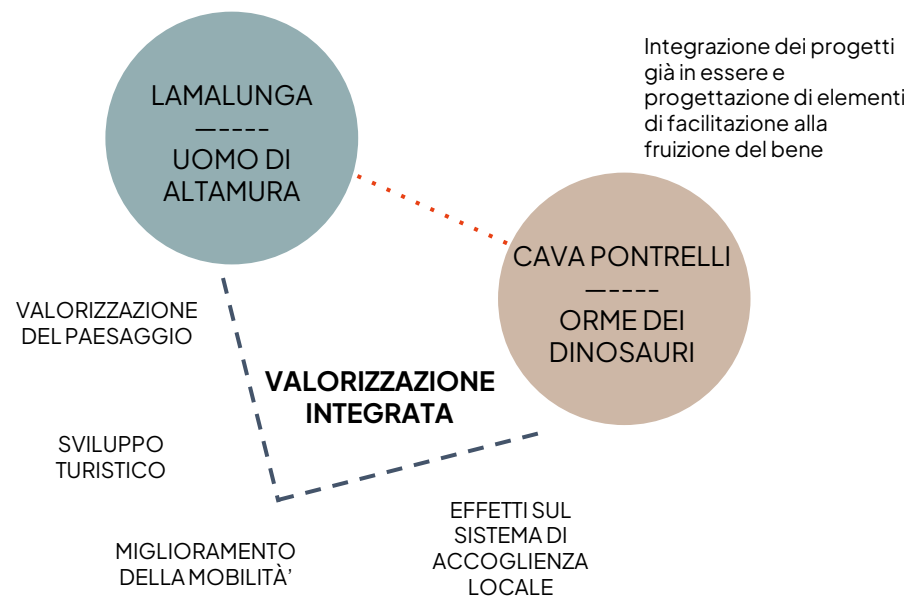 LAMALUNGA
—----
UOMO DI
ALTAMURA
Integrazione dei progetti
già in essere e
progettazione di elementi
di facilitazione alla
fruizione del bene
CAVA PONTRELLI
—----
ORME DEI
DINOSAURI
VALORIZZAZIONE
DEL PAESAGGIO
VALORIZZAZIONE
INTEGRATA
SVILUPPO
TURISTICO
MIGLIORAMENTO
DELLA MOBILITÀ’
EFFETTI SUL
SISTEMA DI
ACCOGLIENZA
LOCALE